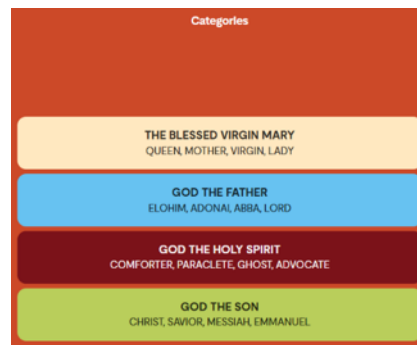 Categories
THE BLESSED VIRGIN MARY
QUEEN, MOTHER, VIRGIN, LADY
GOD THE FATHER
ELOHIM, ADONAI, ABBA, LORD
GOD THE HOLY SPIRIT
COMFORTER, PARACLETE, GHOST, ADVOCATE
GOD THE SON
CHRIST, SAVIOR, MESSIAH, EMMANUEL